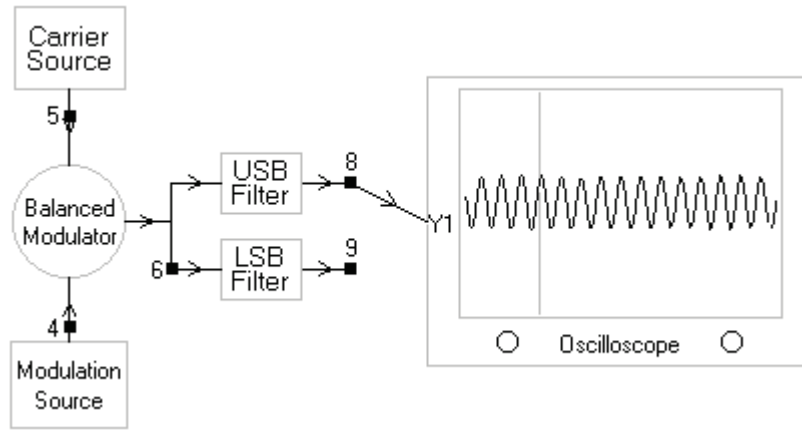 Carrier
Source
5
Balanced
Modulator
4
Modulation
Source
6
USB
Filter
8
LSB
Filter
9
Y1
Oscilloscope